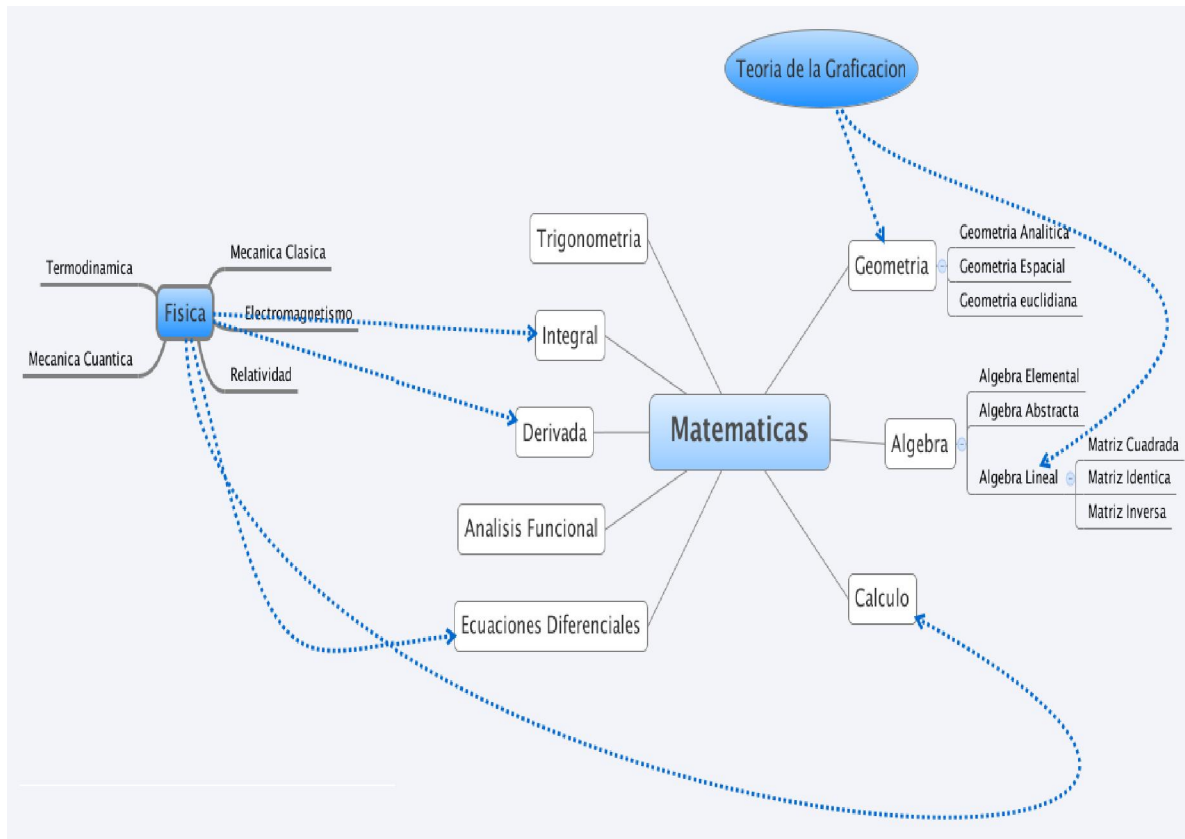 Teoria de la Graficacion
Trigonometria
Geometria
Geometria Analitica
Geometria Espacial
Geometria euclidiana
Termodinamica
Mecanica Clasica
Fisica
Electromagnetismo
Mecanica Cuantica
Relatividad
Integral
Derivada
Matematicas
Algebra
Algebra Elemental
Algebra Abstracta
Algebra Lineal
Matriz Cuadrada
Matriz Identica
Matriz Inversa
Analisis Funcional
Calculo
Ecuaciones Diferenciales